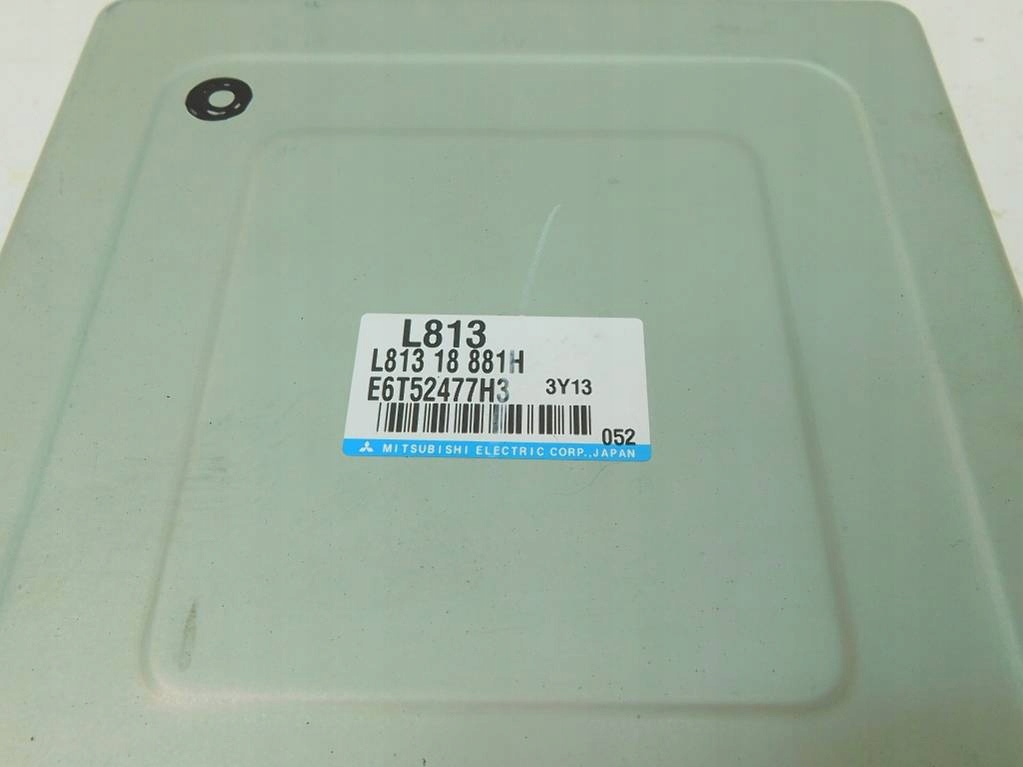 L813
L813 18 881H
E6T52477H3 3Y13
052
MITSUBISHI ELECTRIC CORP., JAPAN